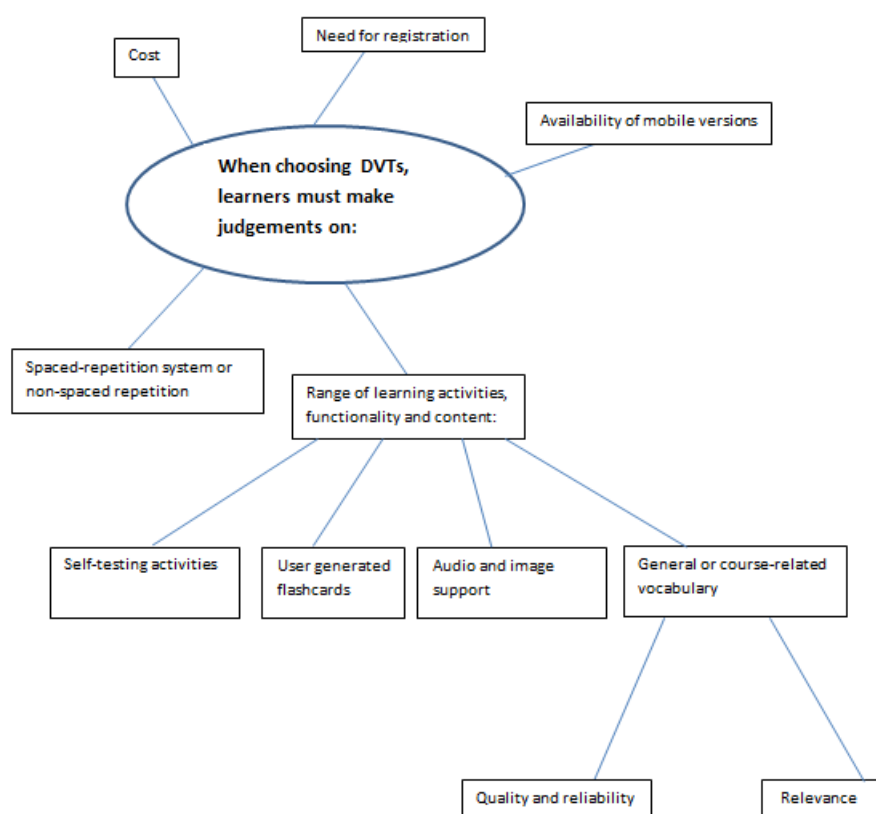 Need for registration
Cost
Availability of mobile versions
When choosing DVTs,
learners must make
judgements on:
Spaced-repetition system or
non-spaced repetition
Range of learning activities,
functionality and content:
Self-testing activities
User generated
flashcards
Audio and image
support
General or course-related
vocabulary
Quality and reliability
Relevance